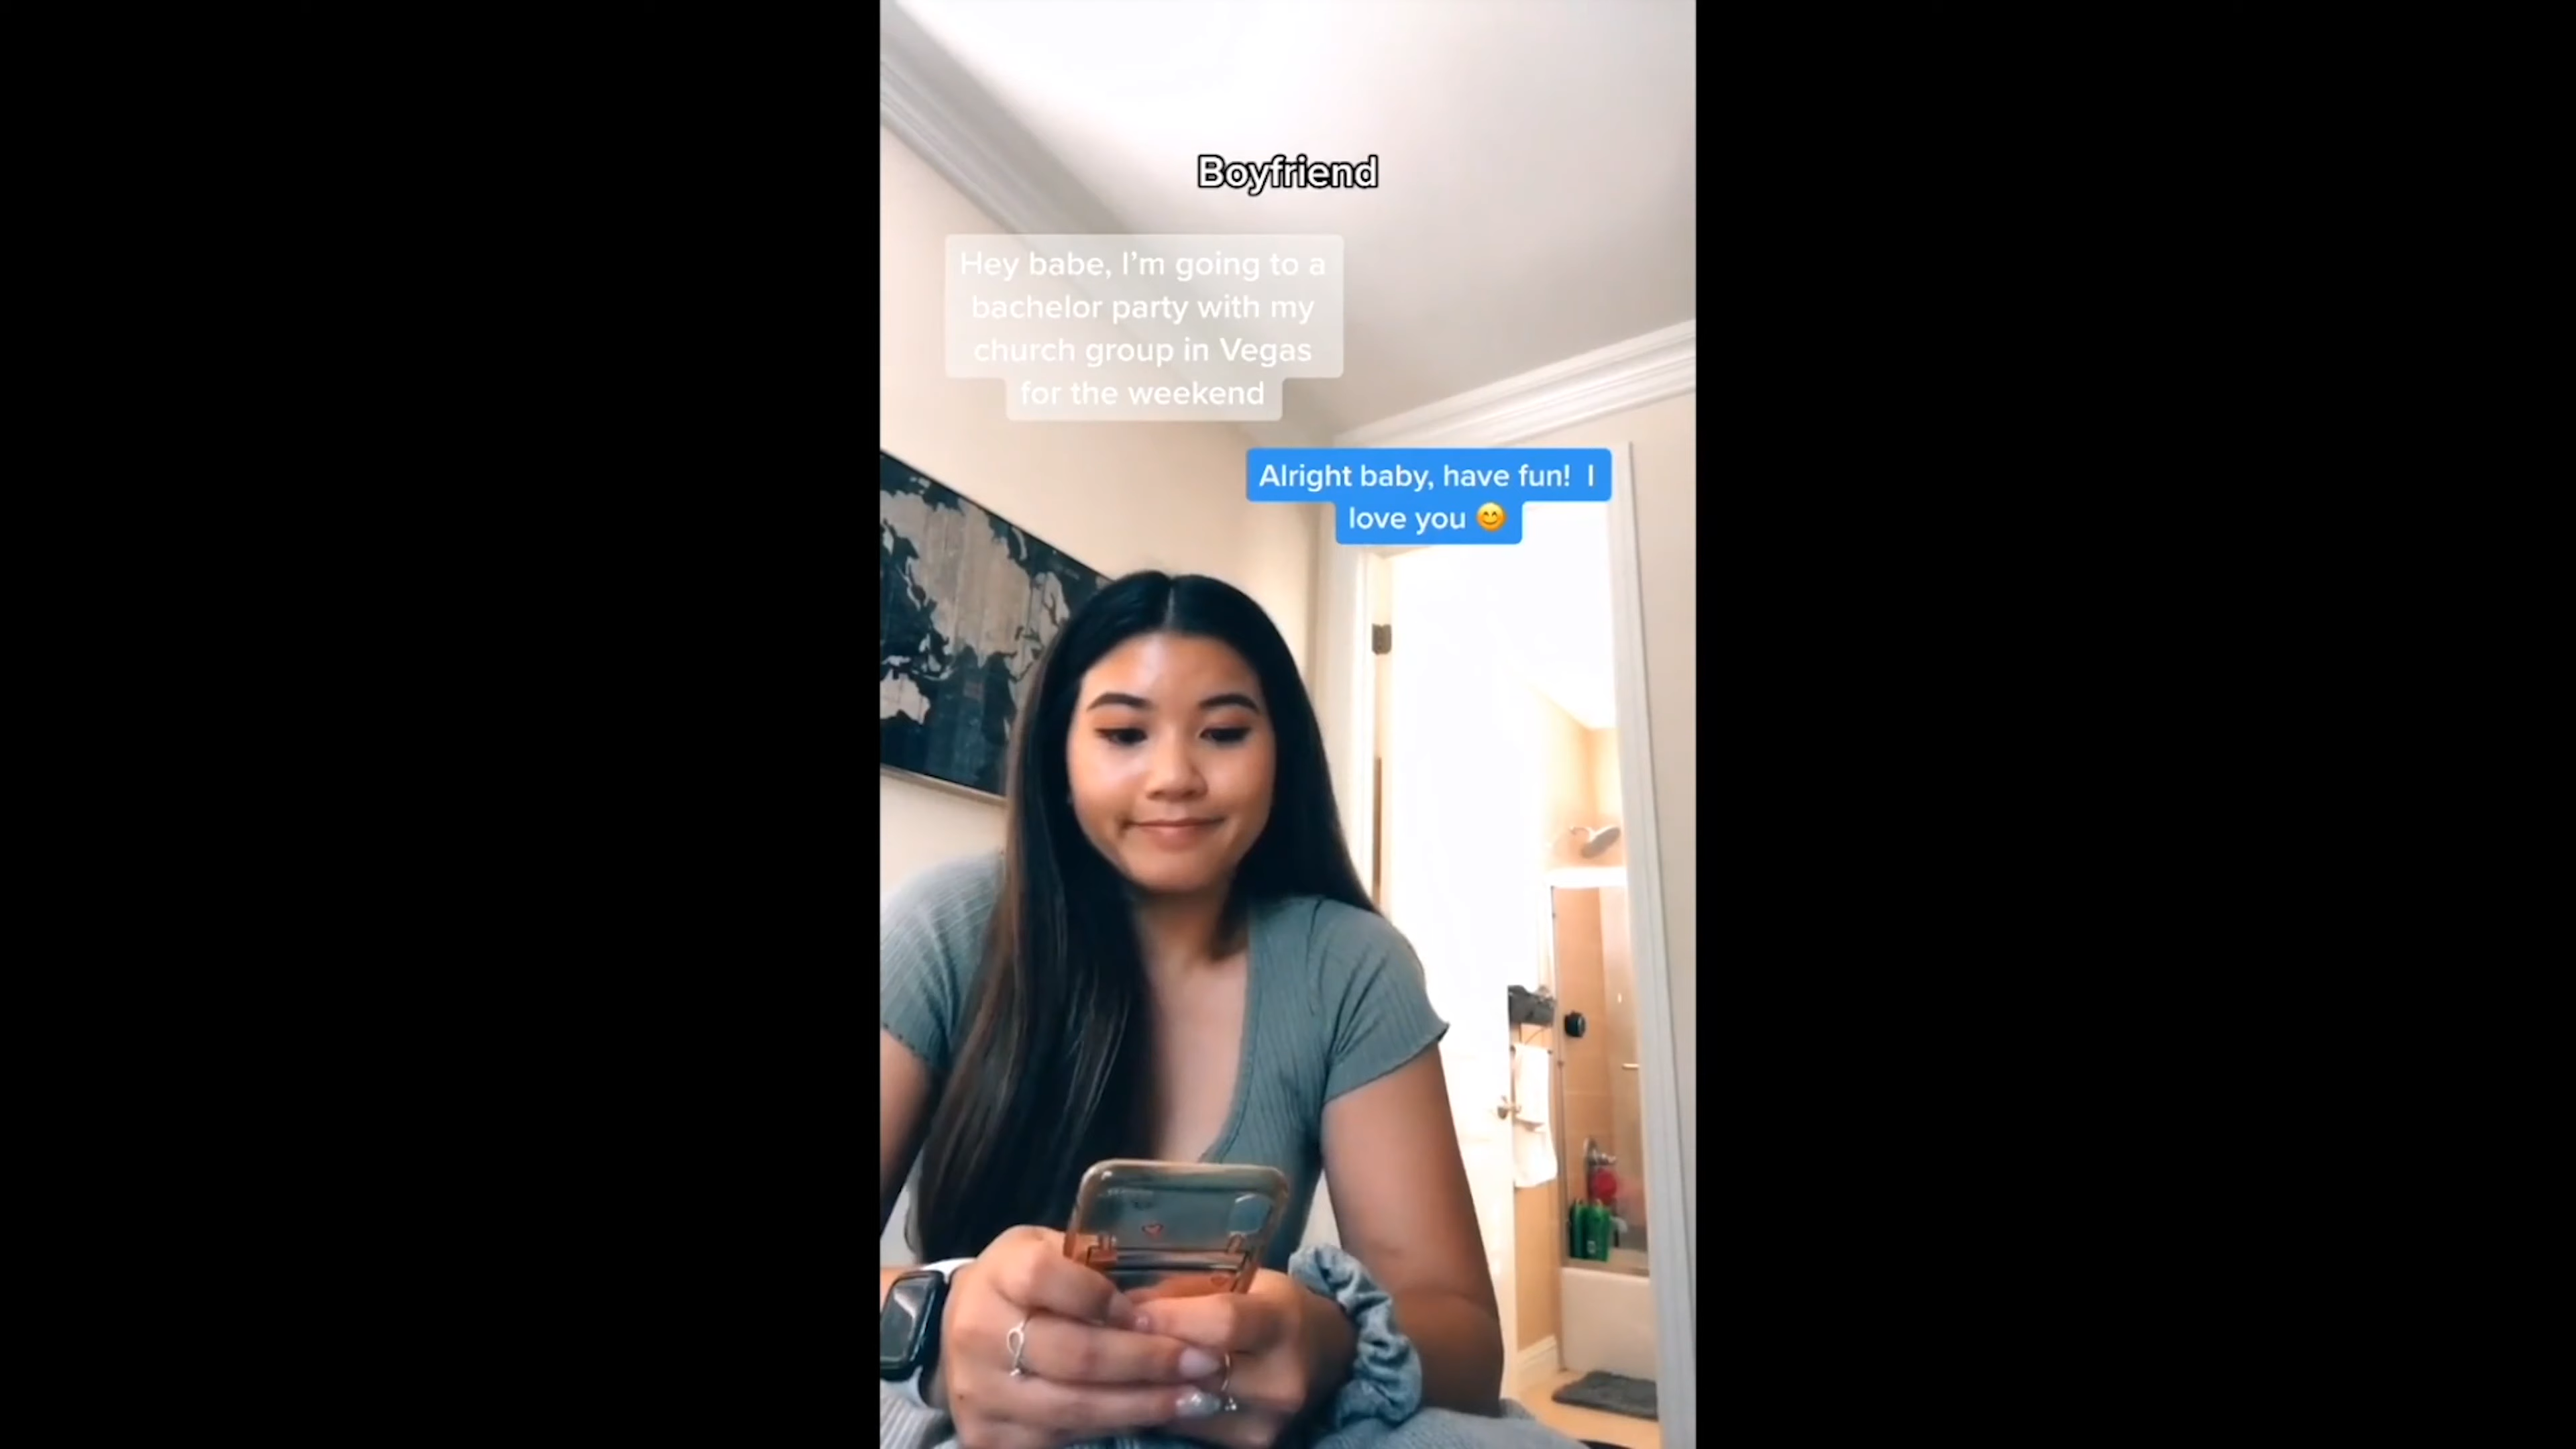 Boyfriend
Hey babe, I’m going to a
bachelor party with my
church group in Vegas
for the weekend
Alright baby, have fun!  I
love you 😊